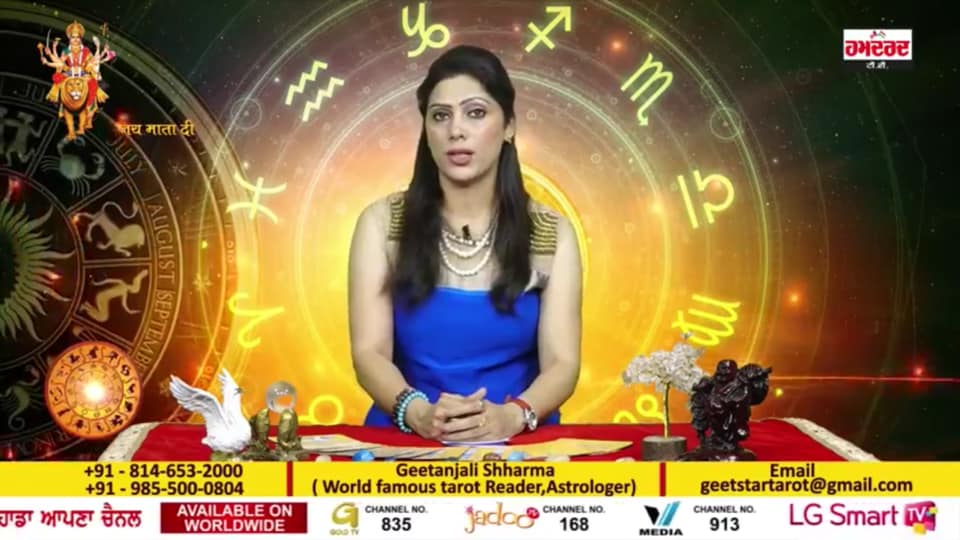 ਹਮਦਰਦ
ਟੀ.ਵੀ.
जय माता दी
JULY
AUGUST
SEPTEMBER
+91 - 814-653-2000
+91 - 985-500-0804
Geetanjali Shharma
( World famous tarot Reader,Astrologer)
Email
geetstartarot@gmail.com
ਹਾਡਾ ਆਪਣਾ ਚੈਨਲ
AVAILABLE ON
WORLDWIDE
GOLD TV
CHANNEL NO.
835
Jadoo TV
CHANNEL NO.
168
MEDIA
CHANNEL NO.
913
LG Smart TV